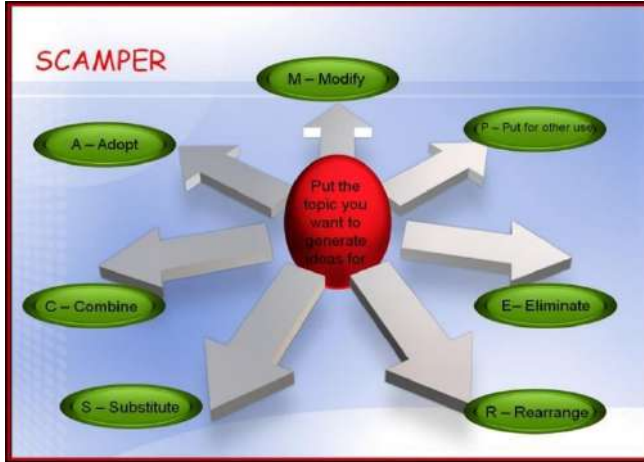 SCAMPER
M – Modify
P – Put for other use
A – Adopt
Put the
topic you
want to
generate
ideas for
C – Combine
E– Eliminate
S – Substitute
R – Rearrange